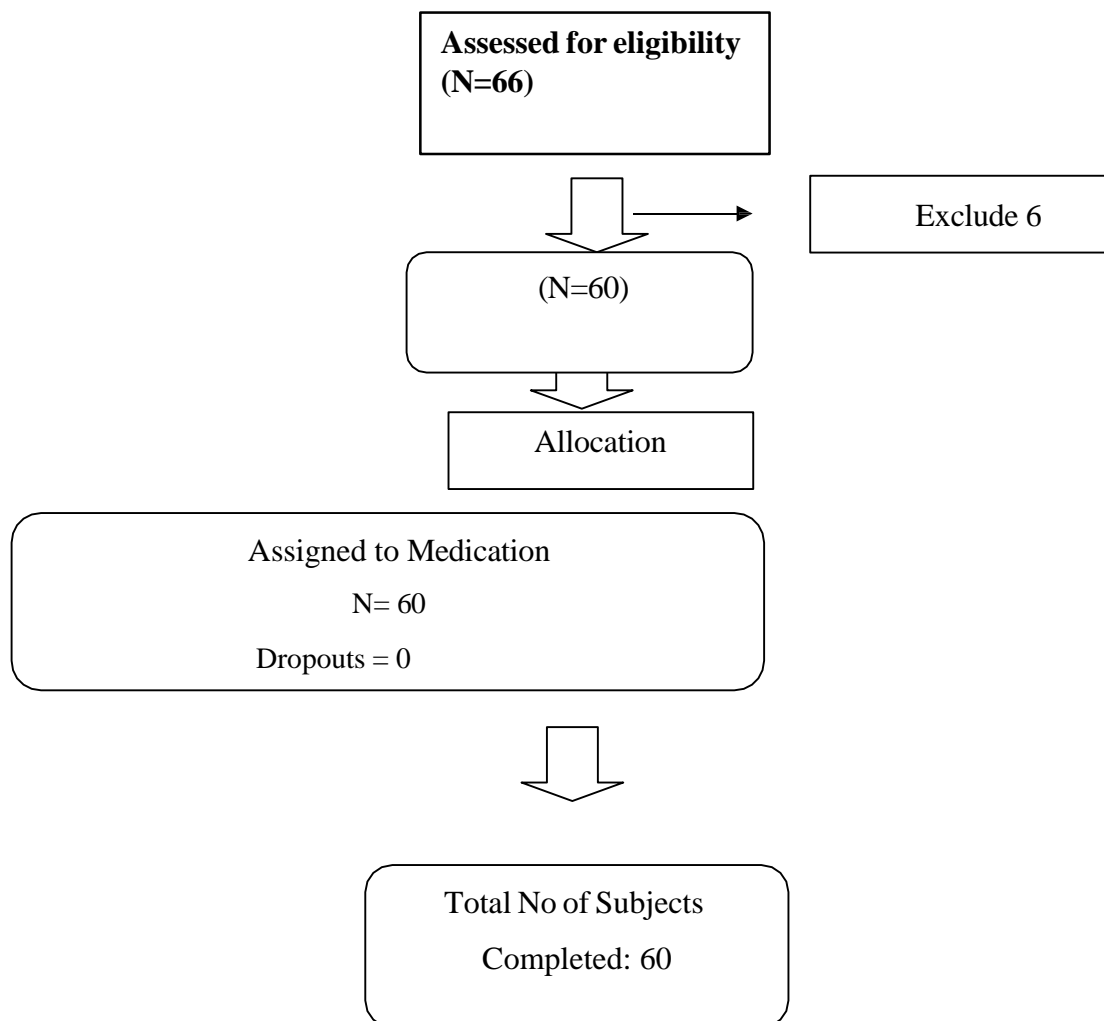 Assessed for eligibility
(N=66)
Exclude 6
(N=60)
Allocation
Assigned to Medication
N= 60
Dropouts = 0
Total No of Subjects
Completed: 60